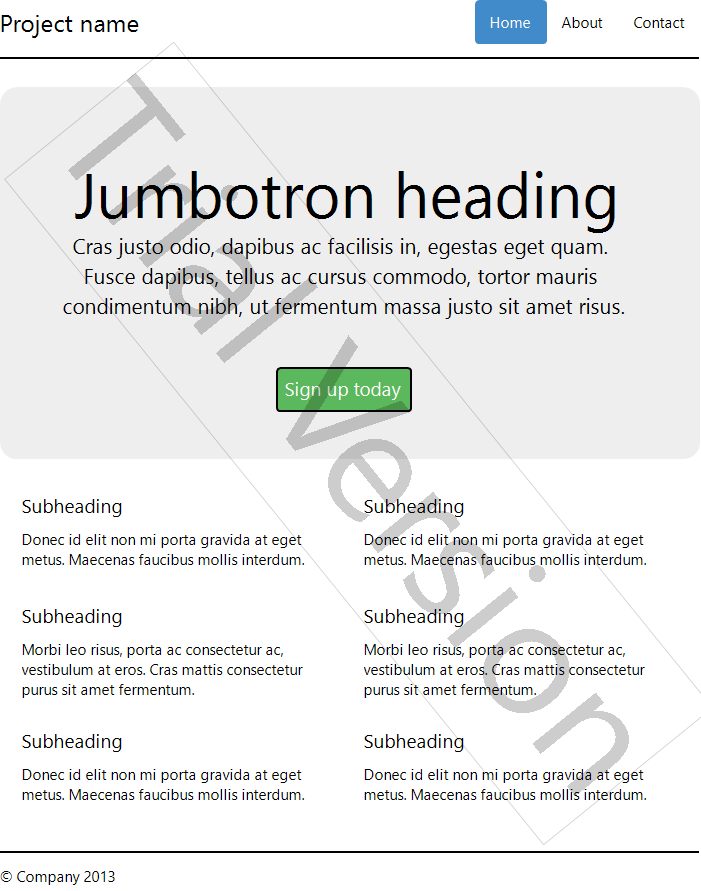 Project name
Home About Contact
Jumbotron heading
Cras justo odio, dapibus ac facilisis in, egestas eget quam.
Fusce dapibus, tellus ac cursus commodo, tortor mauris
condimentum nibh, ut fermentum massa justo sit amet risus.
Sign up today
Subheading
Donec id elit non mi porta gravida at eget
metus. Maecenas faucibus mollis interdum.
Subheading
Donec id elit non mi porta gravida at eget
metus. Maecenas faucibus mollis interdum.
Subheading
Morbi leo risus, porta ac consectetur ac,
vestibulum at eros. Cras mattis consectetur
purus sit amet fermentum.
Subheading
Morbi leo risus, porta ac consectetur ac,
vestibulum at eros. Cras mattis consectetur
purus sit amet fermentum.
Subheading
Donec id elit non mi porta gravida at eget
metus. Maecenas faucibus mollis interdum.
Subheading
Donec id elit non mi porta gravida at eget
metus. Maecenas faucibus mollis interdum.
© Company 2013
Trial Version